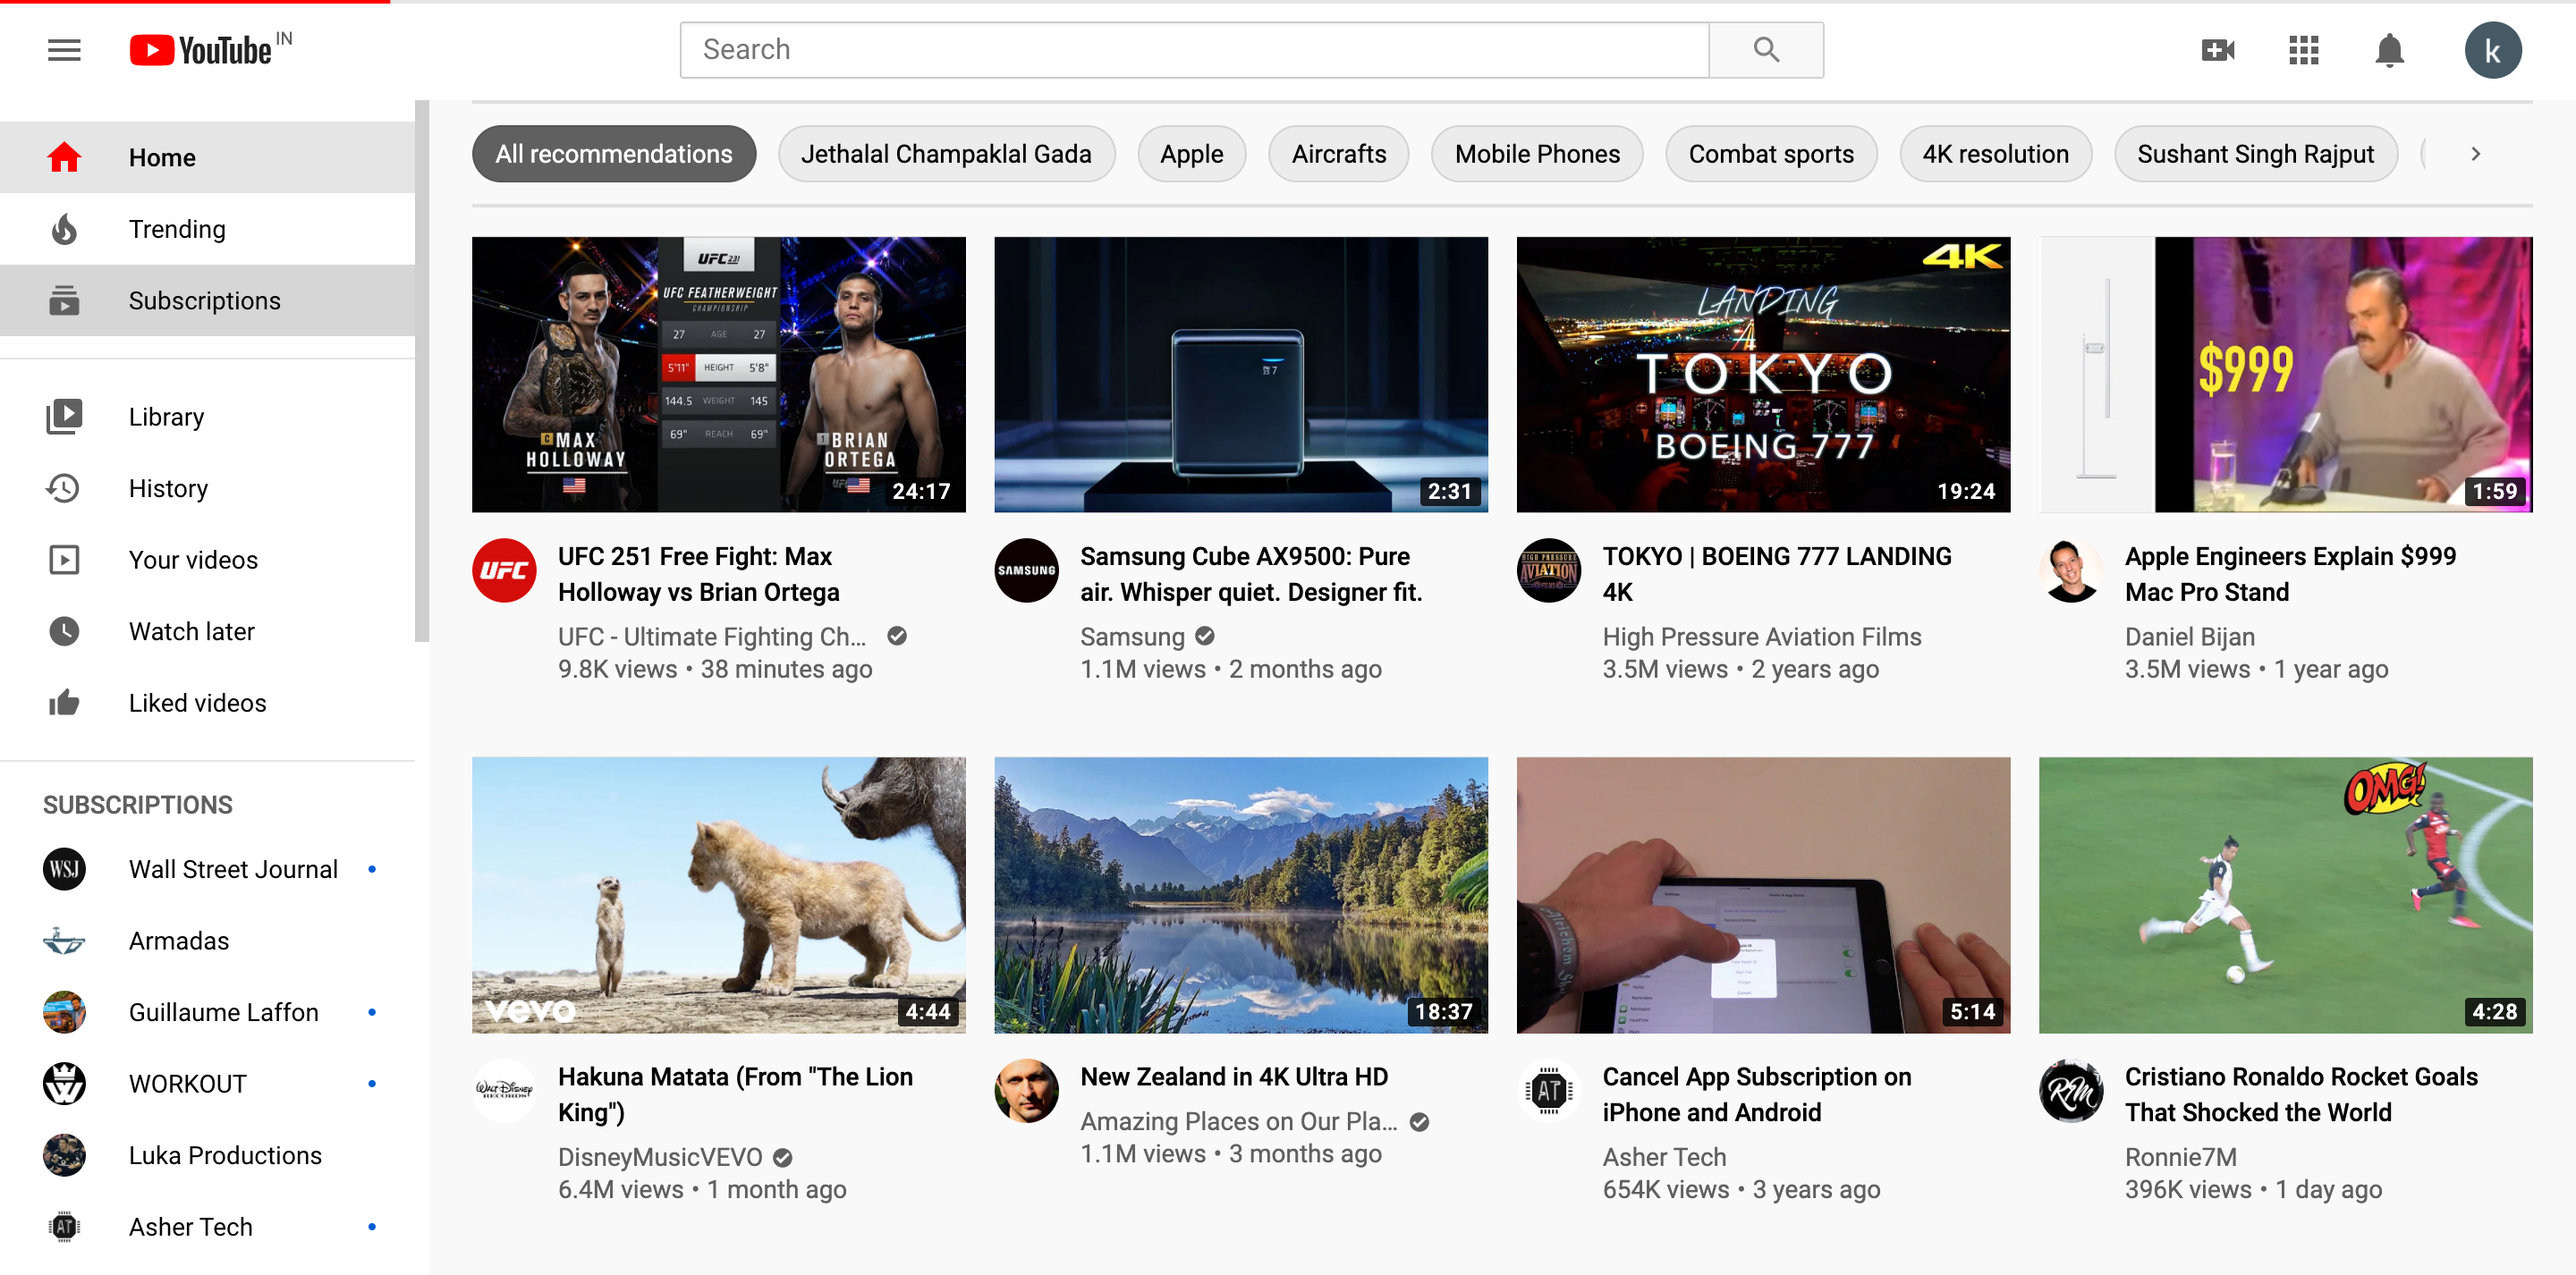 YouTube IN
Search
k
Home
Trending
Subscriptions
Library
History
Your videos
Watch later
Liked videos
SUBSCRIPTIONS
WSJ
Wall Street Journal
Armadas
Guillaume Laffon
WORKOUT
Luka Productions
AT
Asher Tech
All recommendations
Jethalal Champaklal Gada
Apple
Aircrafts
Mobile Phones
Combat sports
4K resolution
Sushant Singh Rajput
UFC 231
UFC FEATHERWEIGHT
CHAMPIONSHIP
27 AGE 27
5'11" HEIGHT 5'8"
144.5 WEIGHT 145
69" REACH 69"
C MAX
HOLLOWAY
1 BRIAN
ORTEGA
24:17
UFC
UFC 251 Free Fight: Max
Holloway vs Brian Ortega
UFC - Ultimate Fighting Ch...
9.8K views • 38 minutes ago
2:31
SAMSUNG
Samsung Cube AX9500: Pure
air. Whisper quiet. Designer fit.
Samsung
1.1M views • 2 months ago
4K
LANDING
TOKYO
BOEING 777
19:24
HIGH PRESSURE
AVIATION
TOKYO | BOEING 777 LANDING
4K
High Pressure Aviation Films
3.5M views • 2 years ago
$999
1:59
Apple Engineers Explain $999
Mac Pro Stand
Daniel Bijan
3.5M views • 1 year ago
vevo
4:44
WALT DISNEY
RECORDS
Hakuna Matata (From "The Lion
King")
DisneyMusicVEVO
6.4M views • 1 month ago
18:37
New Zealand in 4K Ultra HD
Amazing Places on Our Pla...
1.1M views • 3 months ago
5:14
AT
Cancel App Subscription on
iPhone and Android
Asher Tech
654K views • 3 years ago
OMG!
4:28
RM
Cristiano Ronaldo Rocket Goals
That Shocked the World
Ronnie7M
396K views • 1 day ago